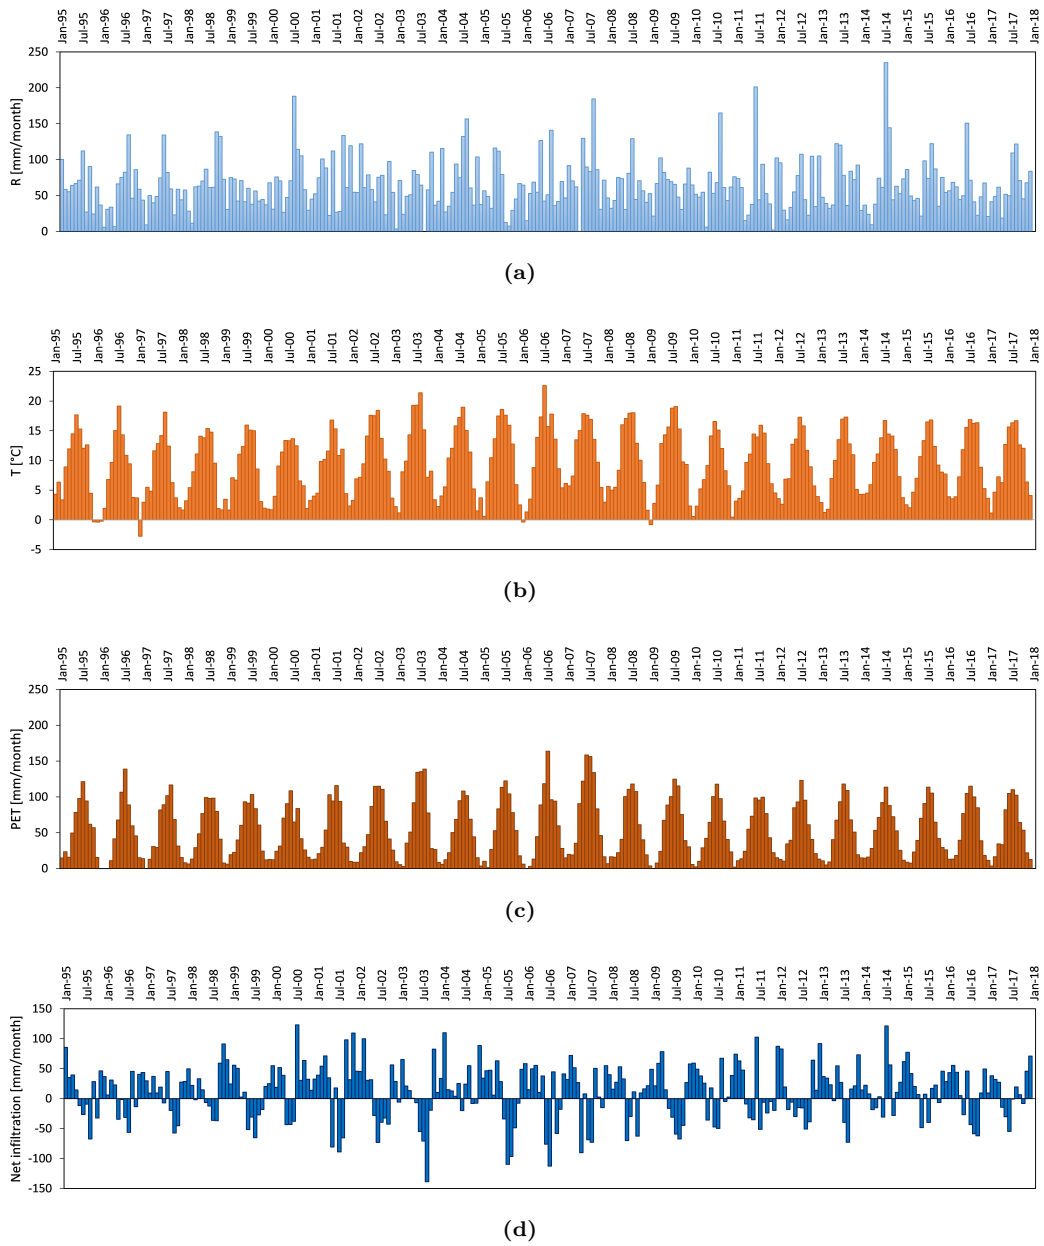 Jan-95 Jul-95 Jan-96 Jul-96 Jan-97 Jul-97 Jan-98 Jul-98 Jan-99 Jul-99 Jan-00 Jul-00 Jan-01 Jul-01 Jan-02 Jul-02 Jan-03 Jul-03 Jan-04 Jul-04 Jan-05 Jul-05 Jan-06 Jul-06 Jan-07 Jul-07 Jan-08 Jul-08 Jan-09 Jul-09 Jan-10 Jul-10 Jan-11 Jul-11 Jan-12 Jul-12 Jan-13 Jul-13 Jan-14 Jul-14 Jan-15 Jul-15 Jan-16 Jul-16 Jan-17 Jul-17 Jan-18
R [mm/month]
250
200
150
100
50
0
(a)
Jan-95 Jul-95 Jan-96 Jul-96 Jan-97 Jul-97 Jan-98 Jul-98 Jan-99 Jul-99 Jan-00 Jul-00 Jan-01 Jul-01 Jan-02 Jul-02 Jan-03 Jul-03 Jan-04 Jul-04 Jan-05 Jul-05 Jan-06 Jul-06 Jan-07 Jul-07 Jan-08 Jul-08 Jan-09 Jul-09 Jan-10 Jul-10 Jan-11 Jul-11 Jan-12 Jul-12 Jan-13 Jul-13 Jan-14 Jul-14 Jan-15 Jul-15 Jan-16 Jul-16 Jan-17 Jul-17 Jan-18
T [°C]
25
20
15
10
5
0
-5
(b)
Jan-95 Jul-95 Jan-96 Jul-96 Jan-97 Jul-97 Jan-98 Jul-98 Jan-99 Jul-99 Jan-00 Jul-00 Jan-01 Jul-01 Jan-02 Jul-02 Jan-03 Jul-03 Jan-04 Jul-04 Jan-05 Jul-05 Jan-06 Jul-06 Jan-07 Jul-07 Jan-08 Jul-08 Jan-09 Jul-09 Jan-10 Jul-10 Jan-11 Jul-11 Jan-12 Jul-12 Jan-13 Jul-13 Jan-14 Jul-14 Jan-15 Jul-15 Jan-16 Jul-16 Jan-17 Jul-17 Jan-18
PET [mm/month]
250
200
150
100
50
0
(c)
Jan-95 Jul-95 Jan-96 Jul-96 Jan-97 Jul-97 Jan-98 Jul-98 Jan-99 Jul-99 Jan-00 Jul-00 Jan-01 Jul-01 Jan-02 Jul-02 Jan-03 Jul-03 Jan-04 Jul-04 Jan-05 Jul-05 Jan-06 Jul-06 Jan-07 Jul-07 Jan-08 Jul-08 Jan-09 Jul-09 Jan-10 Jul-10 Jan-11 Jul-11 Jan-12 Jul-12 Jan-13 Jul-13 Jan-14 Jul-14 Jan-15 Jul-15 Jan-16 Jul-16 Jan-17 Jul-17 Jan-18
Net infiltration [mm/month]
150
100
50
0
-50
-100
-150
(d)